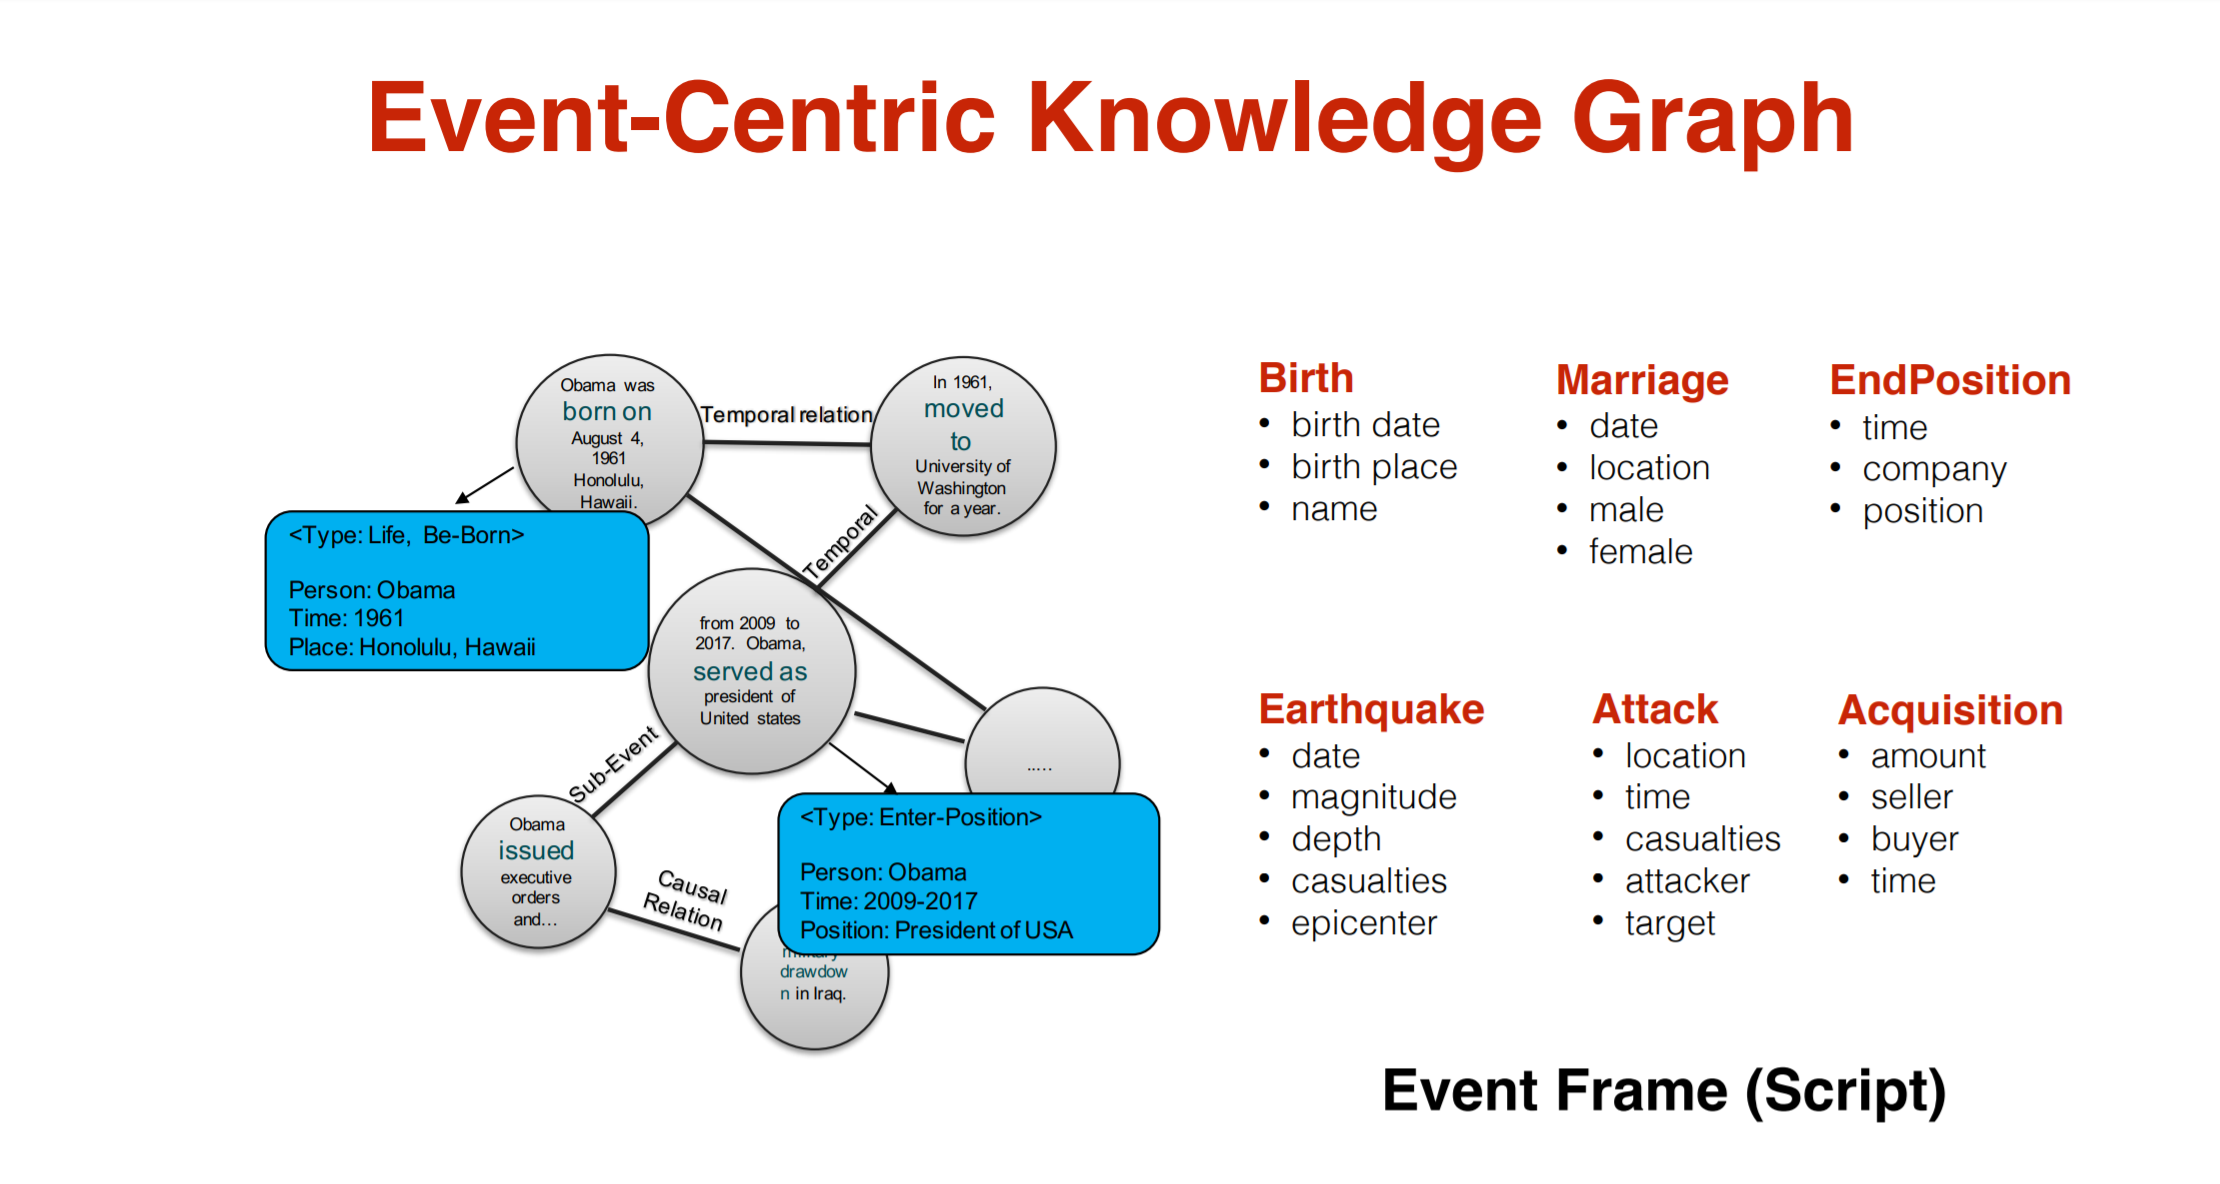 Event-Centric Knowledge Graph
Obama was
born on
August 4,
1961
Honolulu,
Hawaii.
Temporal relation
In 1961,
moved
to
University of
Washington
for a year.
<Type: Life, Be-Born>
Person: Obama
Time: 1961
Place: Honolulu, Hawaii
Temporal
from 2009 to
2017. Obama,
served as
president of
United states
.....
Sub-Event
Obama
issued
executive
orders
and...
Causal
Relation
<Type: Enter-Position>
Person: Obama
Time: 2009-2017
Position: President of USA
drawdow
n in Iraq.
Birth
• birth date
• birth place
• name
Marriage
• date
• location
• male
• female
EndPosition
• time
• company
• position
Earthquake
• date
• magnitude
• depth
• casualties
• epicenter
Attack
• location
• time
• casualties
• attacker
• target
Acquisition
• amount
• seller
• buyer
• time
Event Frame (Script)